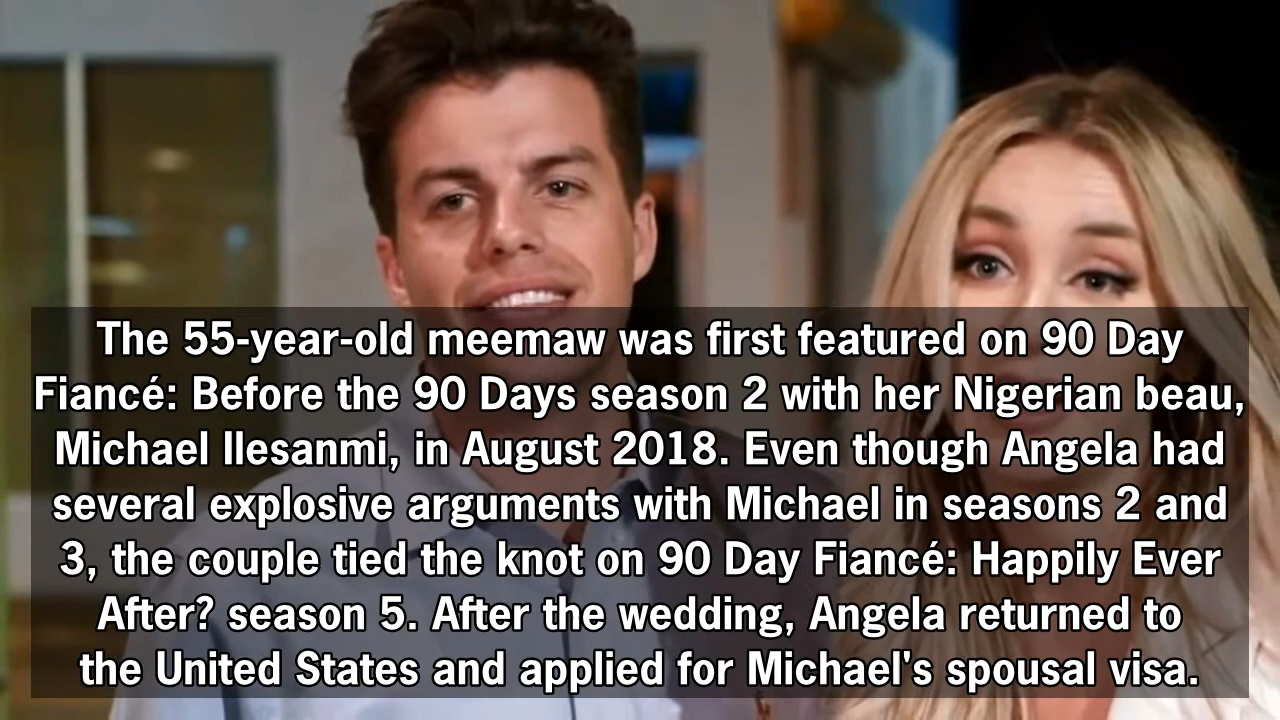 The 55-year-old meemaw was first featured on 90 Day
Fiancé: Before the 90 Days season 2 with her Nigerian beau,
Michael Ilesanmi, in August 2018. Even though Angela had
several explosive arguments with Michael in seasons 2 and
3, the couple tied the knot on 90 Day Fiancé: Happily Ever
After? season 5. After the wedding, Angela returned to
the United States and applied for Michael's spousal visa.